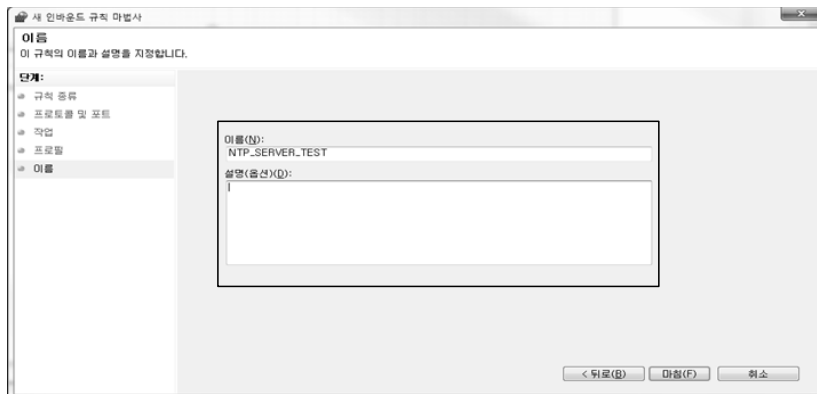 새 인바운드 규칙 마법사
이름
이 규칙의 이름과 설명을 지정합니다.
단계:
규칙 종류
프로토콜 및 포트
작업
프로필
이름
이름(N):
NTP_SERVER_TEST
설명(옵션)(D):
< 뒤로(B)
마침(F)
취소